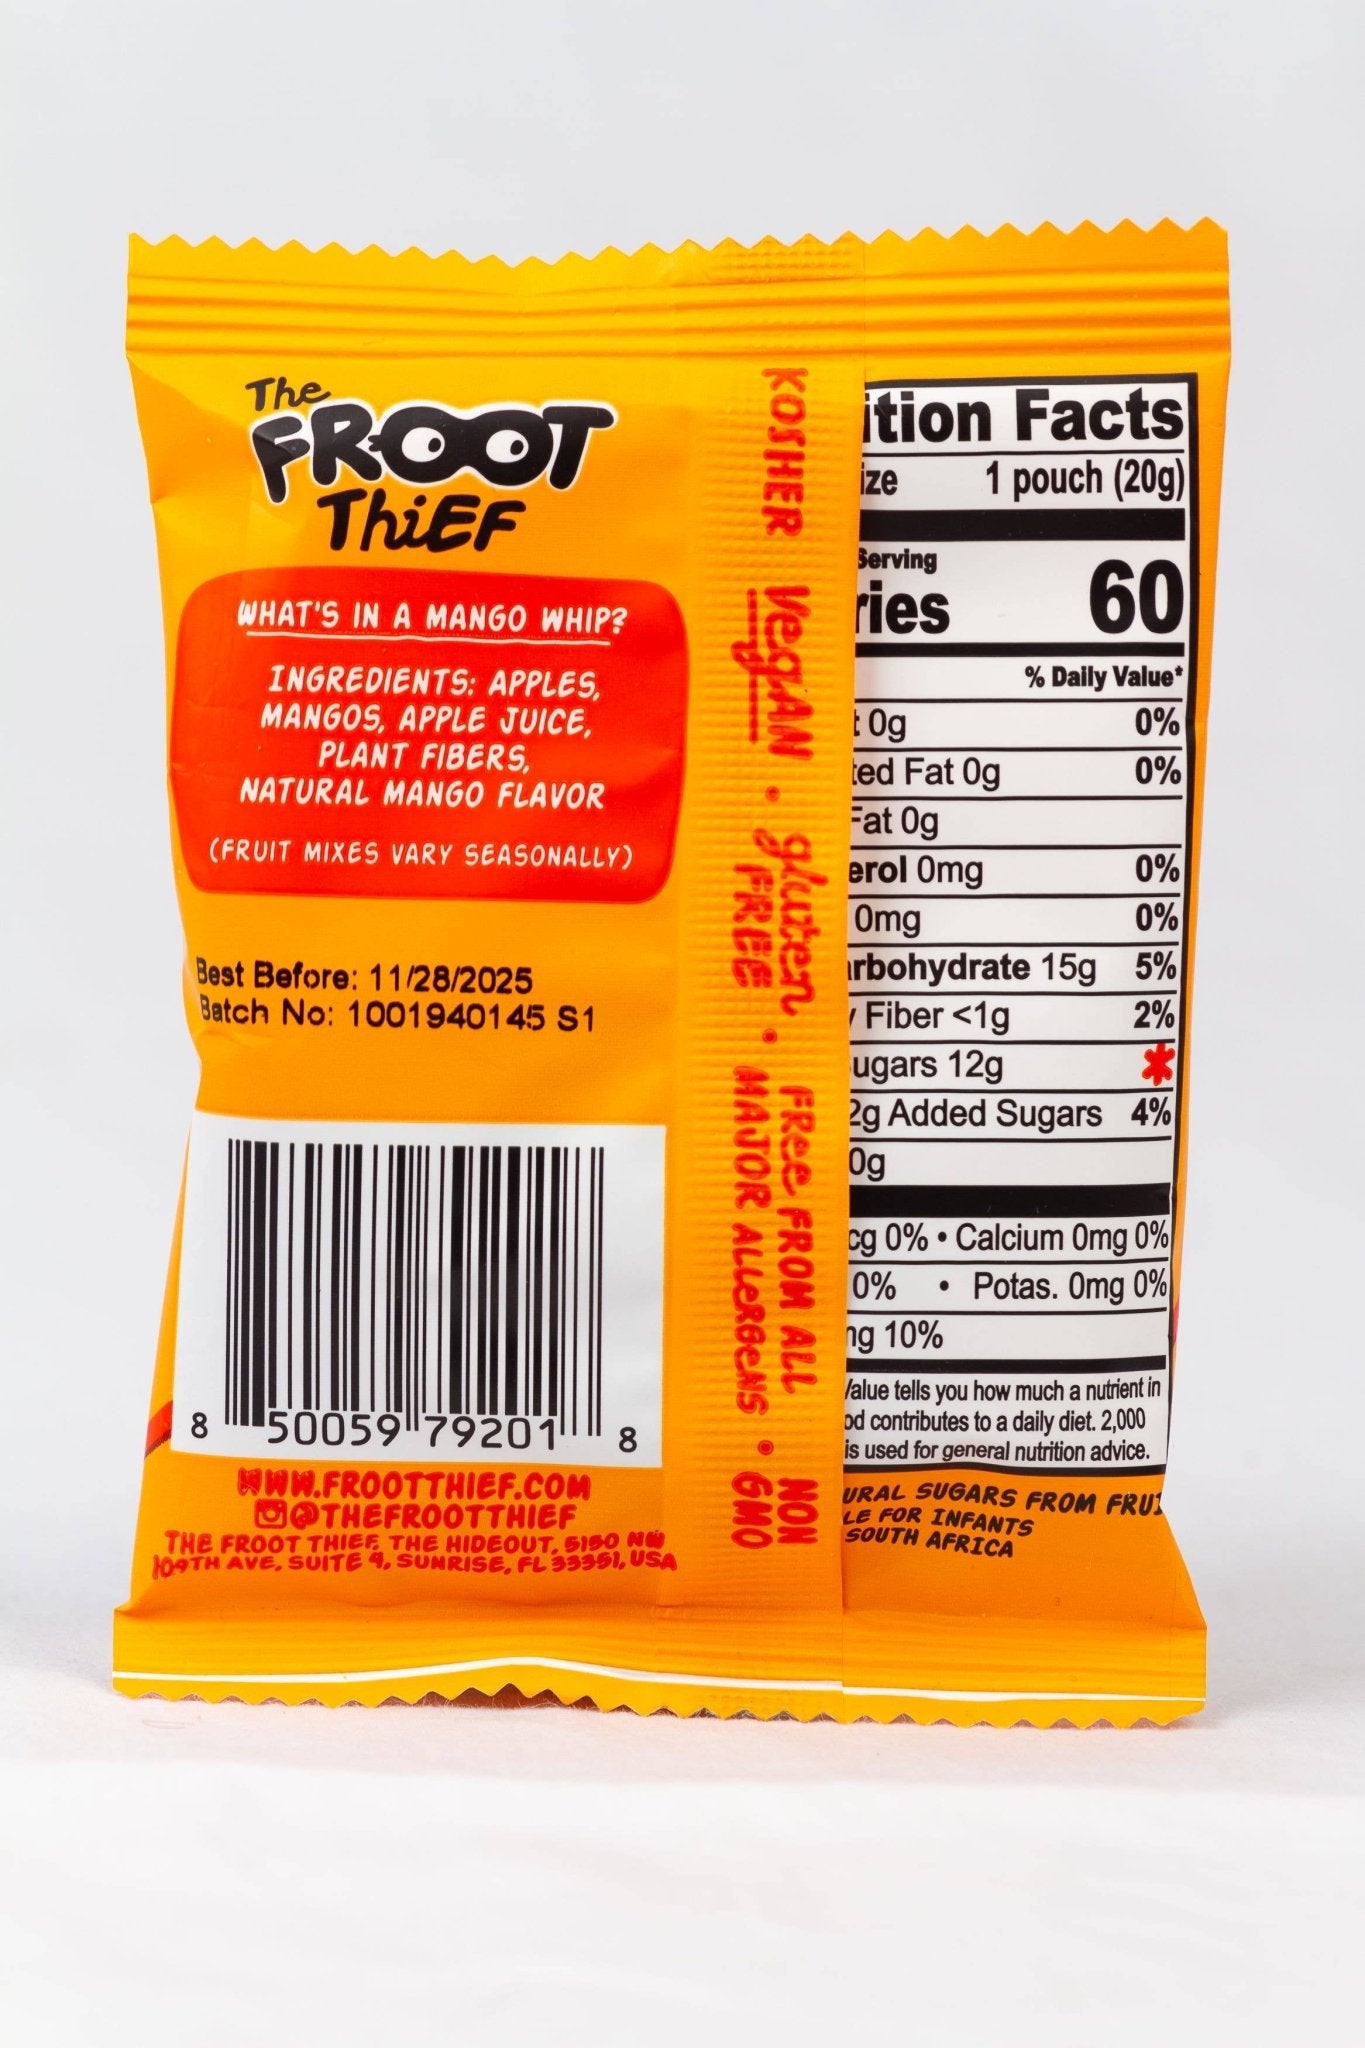 The
FROOT
THiEF
WHAT'S IN A MANGO WHIP?
INGREDIENTS: APPLES,
MANGOS, APPLE JUICE,
PLANT FIBERS,
NATURAL MANGO FLAVOR
(FRUIT MIXES VARY SEASONALLY)
Best Before: 11/28/2025
Batch No: 1001940145 S1
8 50059 79201 8
WWW.FROOTTHIEF.COM
@THEFROOTTHIEF
THE FROOT THIEF, THE HIDEOUT, 5150 NW
109TH AVE, SUITE 9, SUNRISE, FL 33351, USA
KOSHER VegAN • gluten FREE • FREE FROM ALL MAJOR ALLERGENS • NON GMO
ition Facts
ize 1 pouch (20g)
Serving
ries 60
% Daily Value*
t 0g 0%
ted Fat 0g 0%
Fat 0g
erol 0mg 0%
0mg 0%
arbohydrate 15g 5%
y Fiber <1g 2%
ugars 12g *
2g Added Sugars 4%
0g
cg 0% • Calcium 0mg 0%
0% • Potas. 0mg 0%
ng 10%
Value tells you how much a nutrient in
od contributes to a daily diet. 2,000
is used for general nutrition advice.
URAL SUGARS FROM FRUI
LE FOR INFANTS
SOUTH AFRICA